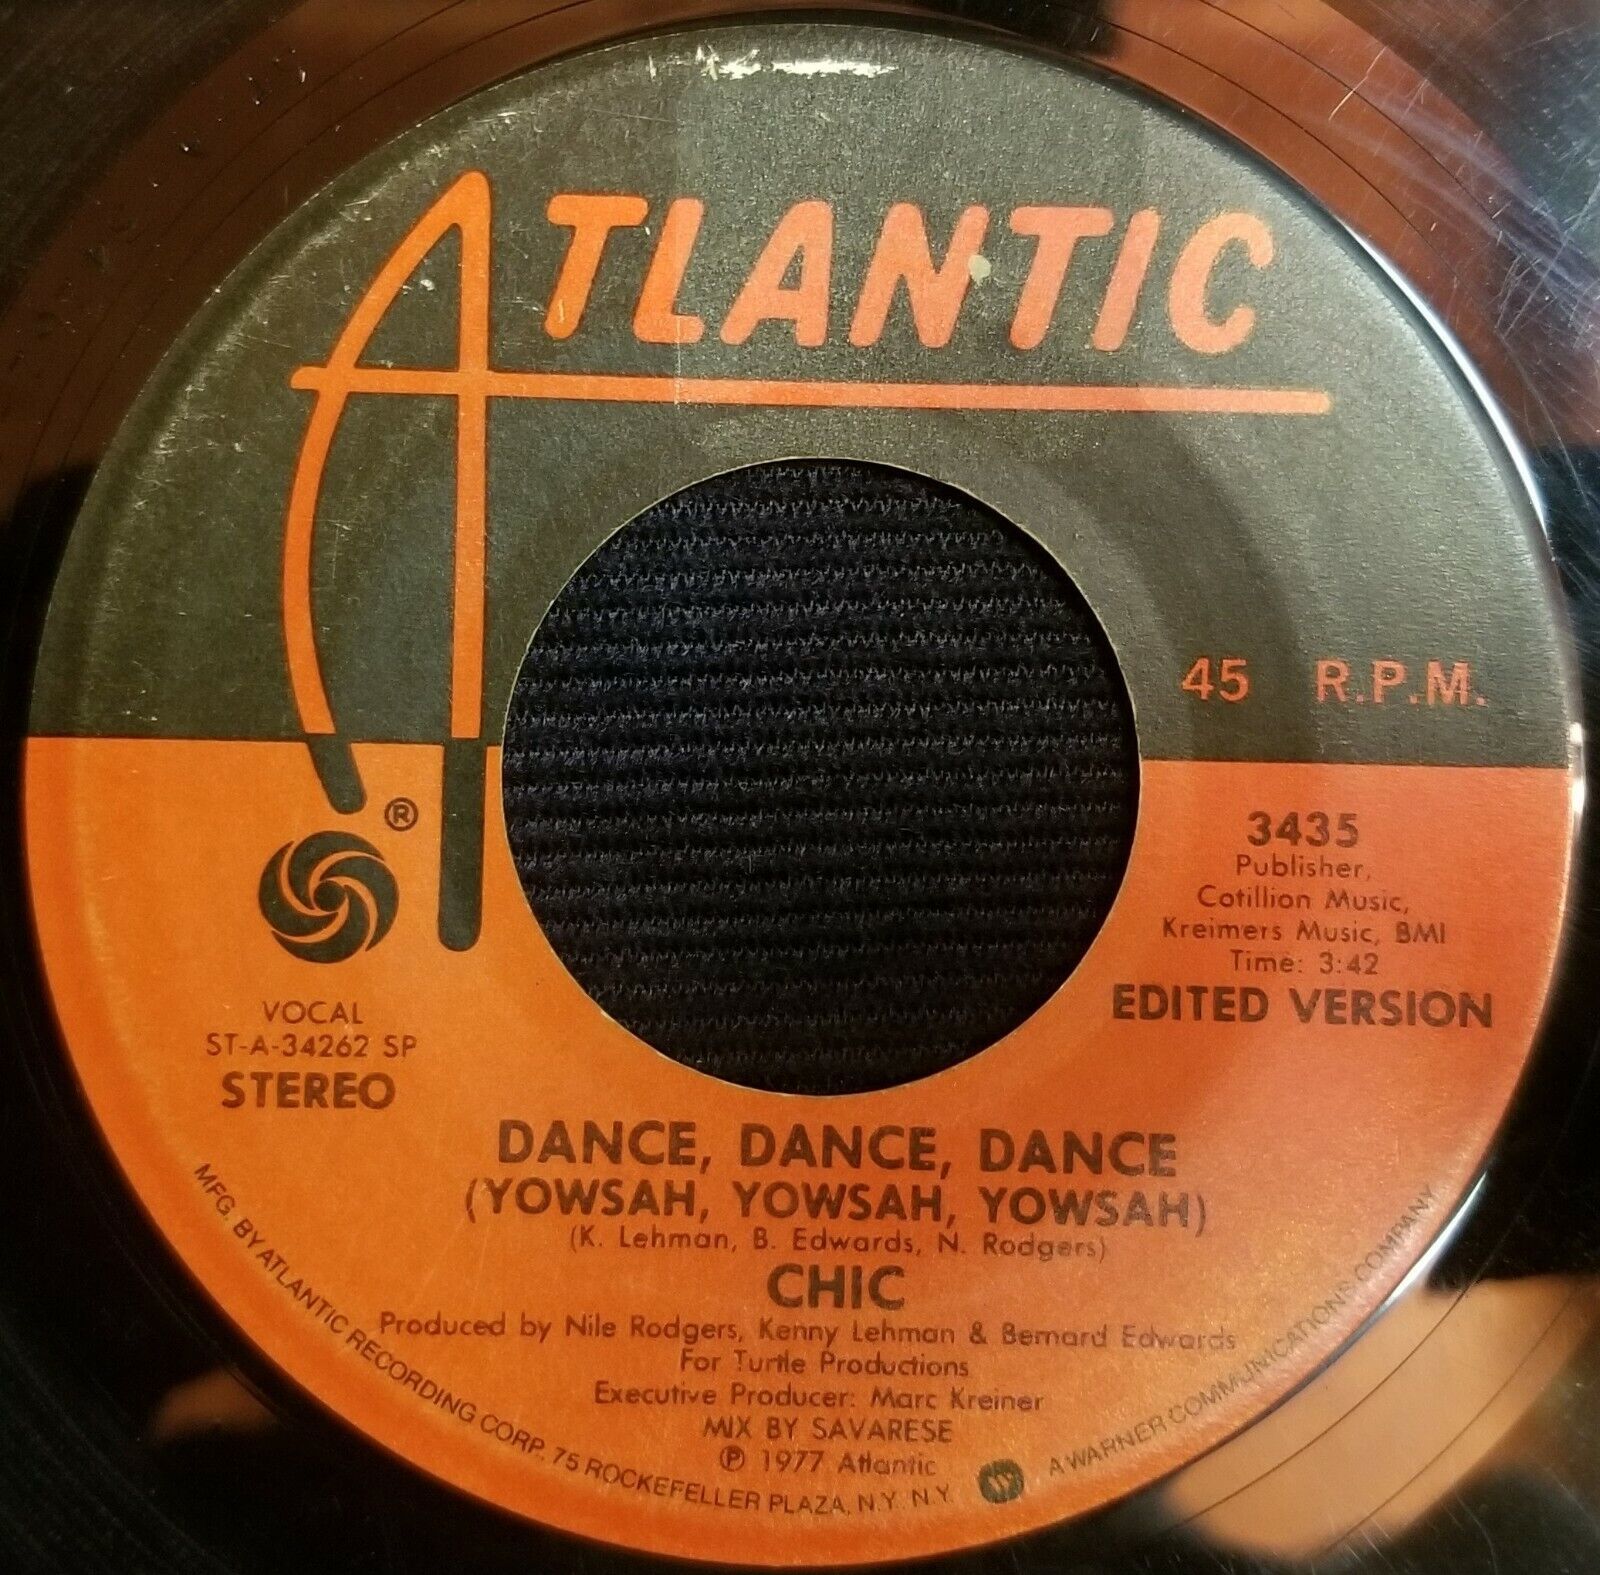 ATLANTIC
45 R.P.M.
®
3435
Publisher,
Cotillion Music,
Kreimers Music, BMI
Time: 3:42
EDITED VERSION
VOCAL
ST-A-34262 SP
STEREO
DANCE, DANCE, DANCE
(YOWSAH, YOWSAH, YOWSAH)
(K. Lehman, B. Edwards, N. Rodgers)
CHIC
Produced by Nile Rodgers, Kenny Lehman & Bernard Edwards
For Turtle Productions
Executive Producer: Marc Kreiner
MIX BY SAVARESE
℗ 1977 Atlantic
MFG. BY ATLANTIC RECORDING CORP., 75 ROCKEFELLER PLAZA, N.Y. N.Y. W A WARNER COMMUNICATIONS COMPANY